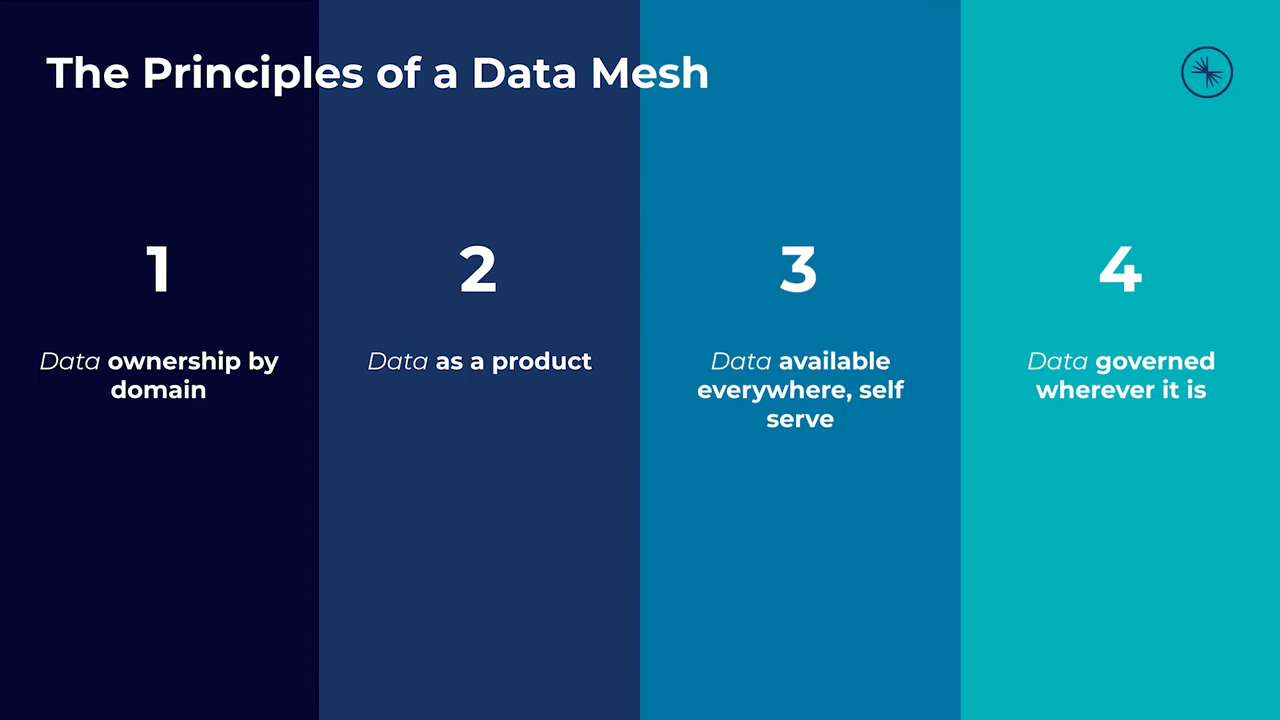 The Principles of a Data Mesh
1
Data ownership by
domain
2
Data as a product
3
Data available
everywhere, self
serve
4
Data governed
wherever it is